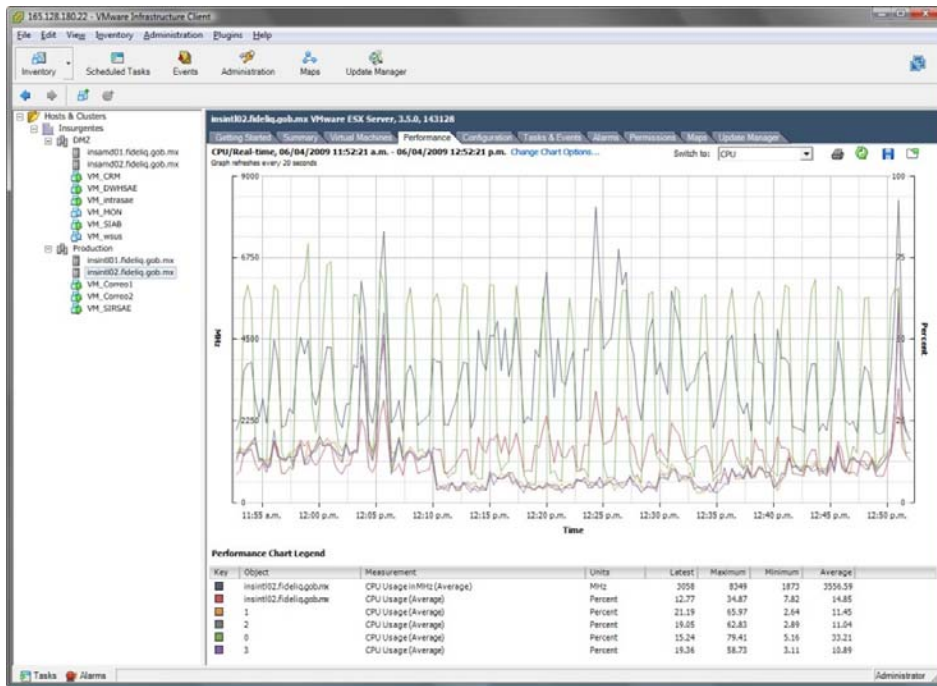 165.128.180.22 - VMware Infrastructure Client
File Edit View Inventory Administration Plugins Help
Inventory Scheduled Tasks Events Administration Maps Update Manager
Hosts & Clusters
Insurgentes
DMZ
insamd01.fideliq.gob.mx
insamd02.fideliq.gob.mx
VM_CRM
VM_DWHSAE
VM_intrasae
VM_MON
VM_SIAB
VM_wsus
Production
insintl01.fideliq.gob.mx
insintl02.fideliq.gob.mx
VM_Correo1
VM_Correo2
VM_SIRSAE
insintl02.fideliq.gob.mx VMware ESX Server, 3.5.0, 143128
Getting Started Summary Virtual Machines Performance Configuration Tasks & Events Alarms Permissions Maps Update Manager
CPU/Real-time, 06/04/2009 11:52:21 a.m. - 06/04/2009 12:52:21 p.m. Change Chart Options... Switch to: CPU
Graph refreshes every 20 seconds
9000 100
6750 75
4500 50
2250 25
0 0
MHz
Percent
11:55 a.m. 12:00 p.m. 12:05 p.m. 12:10 p.m. 12:15 p.m. 12:20 p.m. 12:25 p.m. 12:30 p.m. 12:35 p.m. 12:40 p.m. 12:45 p.m. 12:50 p.m.
Time
Performance Chart Legend
Key Object Measurement Units Latest Maximum Minimum Average
insintl02.fideliq.gob.mx CPU Usage in MHz (Average) MHz 3058 8349 1873 3556.59
insintl02.fideliq.gob.mx CPU Usage (Average) Percent 12.77 34.87 7.82 14.85
1 CPU Usage (Average) Percent 21.19 65.97 2.64 11.45
2 CPU Usage (Average) Percent 19.05 62.83 2.89 11.04
0 CPU Usage (Average) Percent 15.24 79.41 5.16 33.21
3 CPU Usage (Average) Percent 19.36 58.73 3.11 10.89
Tasks Alarms Administrator